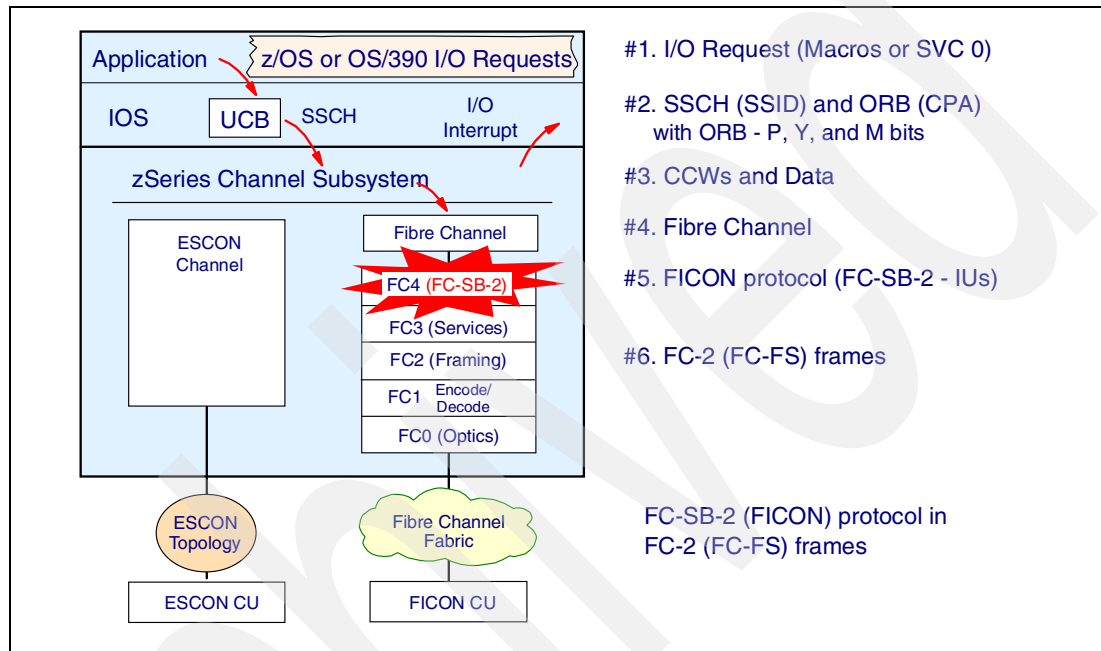 Application
z/OS or OS/390 I/O Requests
IOS
UCB
SSCH
I/O
Interrupt
zSeries Channel Subsystem
ESCON
Channel
Fibre Channel
FC4 (FC-SB-2)
FC3 (Services)
FC2 (Framing)
FC1 Encode/
Decode
FC0 (Optics)
ESCON
Topology
Fibre Channel
Fabric
ESCON CU
FICON CU
#1. I/O Request (Macros or SVC 0)
#2. SSCH (SSID) and ORB (CPA)
with ORB - P, Y, and M bits
#3. CCWs and Data
#4. Fibre Channel
#5. FICON protocol (FC-SB-2 - IUs)
#6. FC-2 (FC-FS) frames
FC-SB-2 (FICON) protocol in
FC-2 (FC-FS) frames